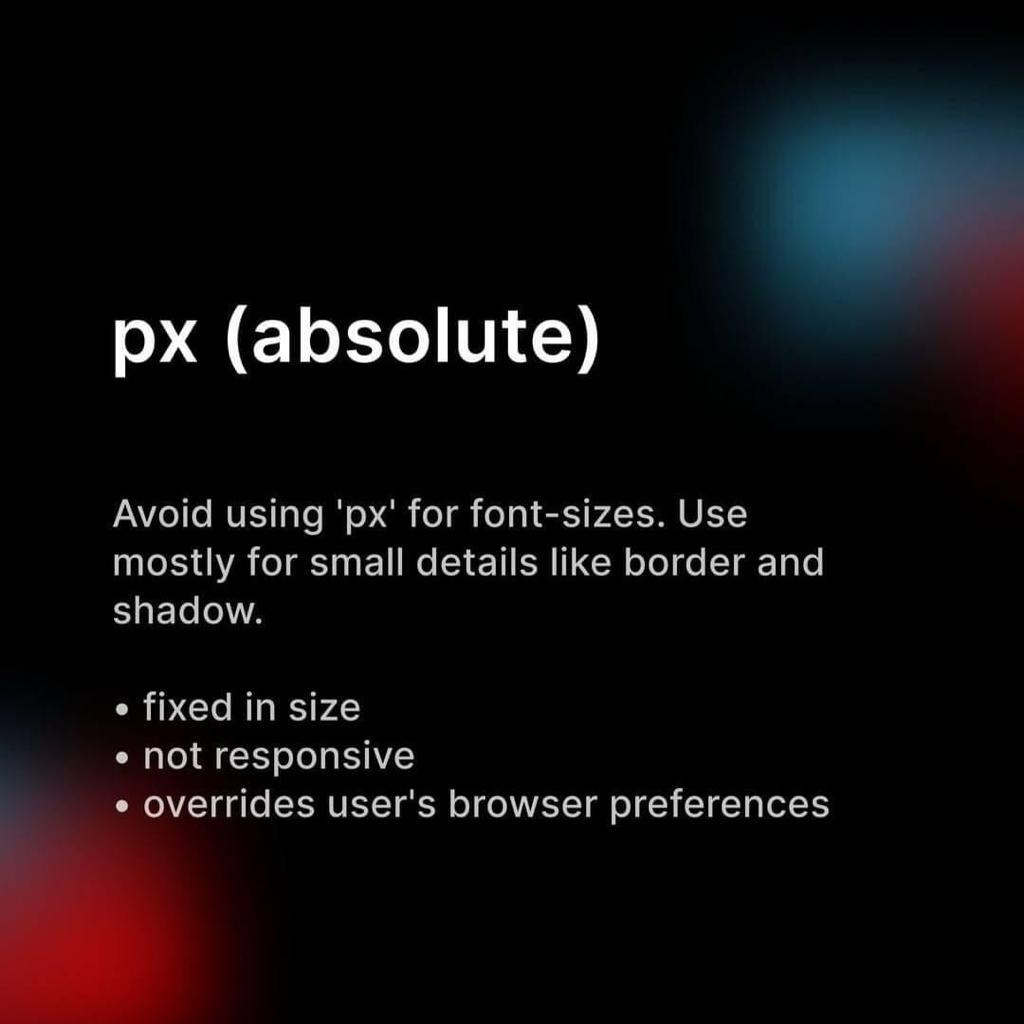 px (absolute)
Avoid using 'px' for font-sizes. Use
mostly for small details like border and
shadow.
• fixed in size
• not responsive
• overrides user's browser preferences